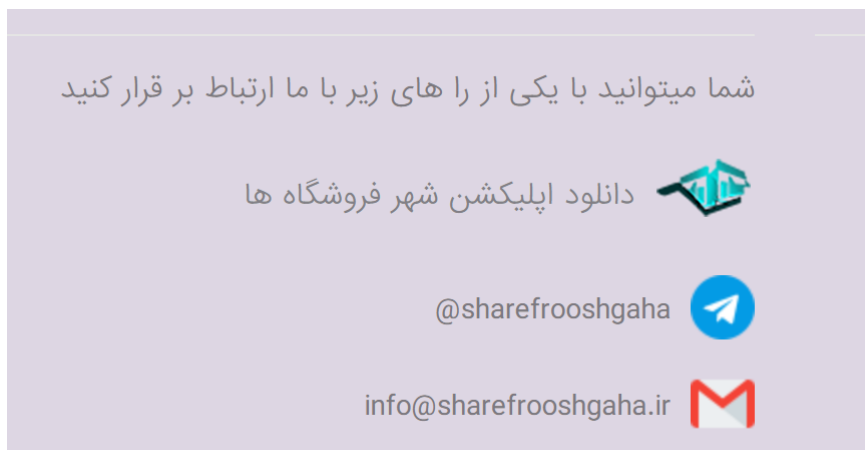 شما میتوانید با یکی از را های زیر با ما ارتباط بر قرار کنید
دانلود اپلیکشن شهر فروشگاه ها
@sharefrooshgaha
info@sharefrooshgaha.ir